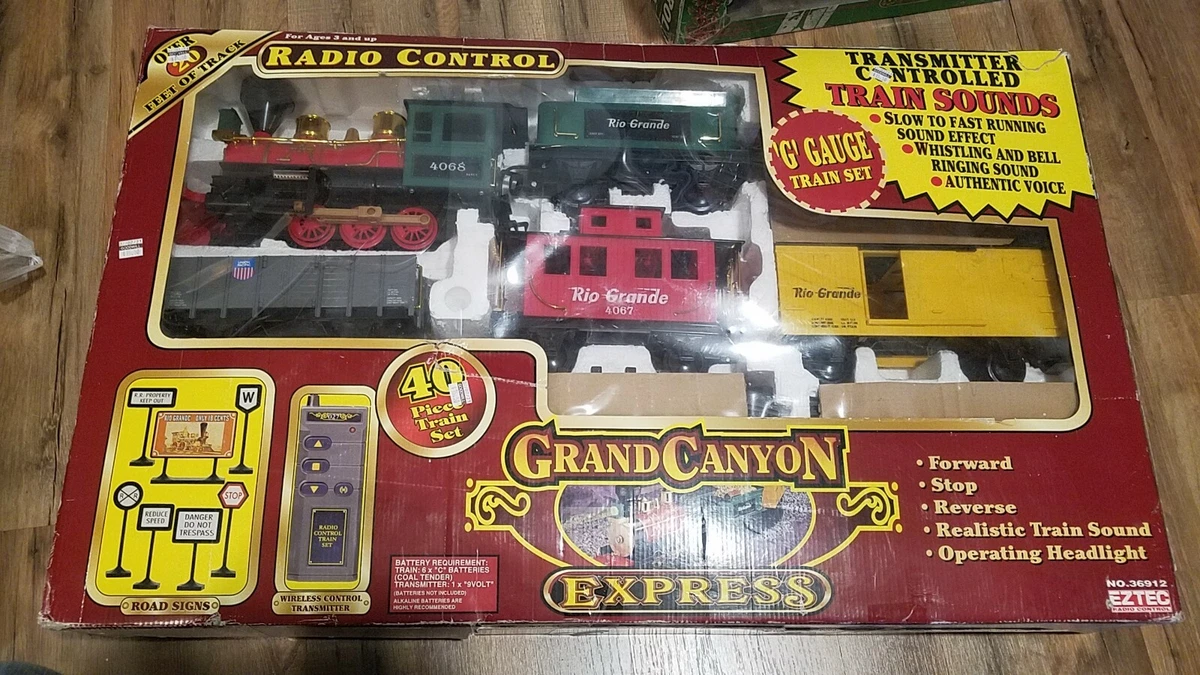 OVER
20
FEET OF TRACK
For Ages 3 and up
RADIO CONTROL
TRANSMITTER
CONTROLLED
TRAIN SOUNDS
• SLOW TO FAST RUNNING
SOUND EFFECT
• WHISTLING AND BELL
RINGING SOUND
• AUTHENTIC VOICE
'G' GAUGE
TRAIN SET
4068
Rio Grande
Rio Grande
4067
Rio Grande
40
Piece
Train
Set
R.R. PROPERTY
KEEP OUT
W
R R
STOP
REDUCE
SPEED
DANGER
DO NOT
TRESPASS
ROAD SIGNS
RADIO
CONTROL
TRAIN
SET
WIRELESS CONTROL
TRANSMITTER
BATTERY REQUIREMENT:
TRAIN: 6 x "C" BATTERIES
(COAL TENDER)
TRANSMITTER: 1 x "9VOLT"
(BATTERIES NOT INCLUDED)
ALKALINE BATTERIES ARE
HIGHLY RECOMMENDED
GRAND CANYON
EXPRESS
• Forward
• Stop
• Reverse
• Realistic Train Sound
• Operating Headlight
NO.36912
EZTEC
RADIO CONTROL